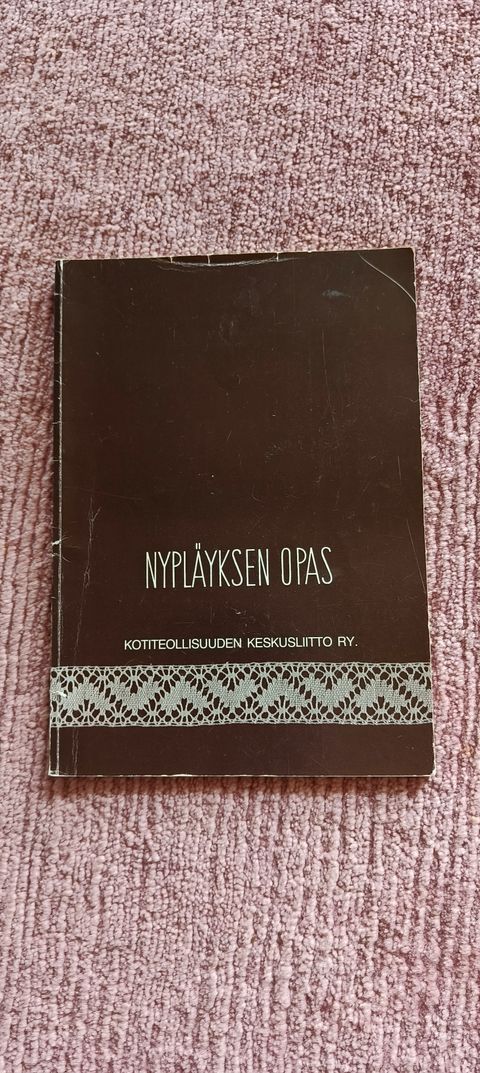 NYPLÄYKSEN OPAS
KOTITEOLLISUUDEN KESKUSLIITTO RY.